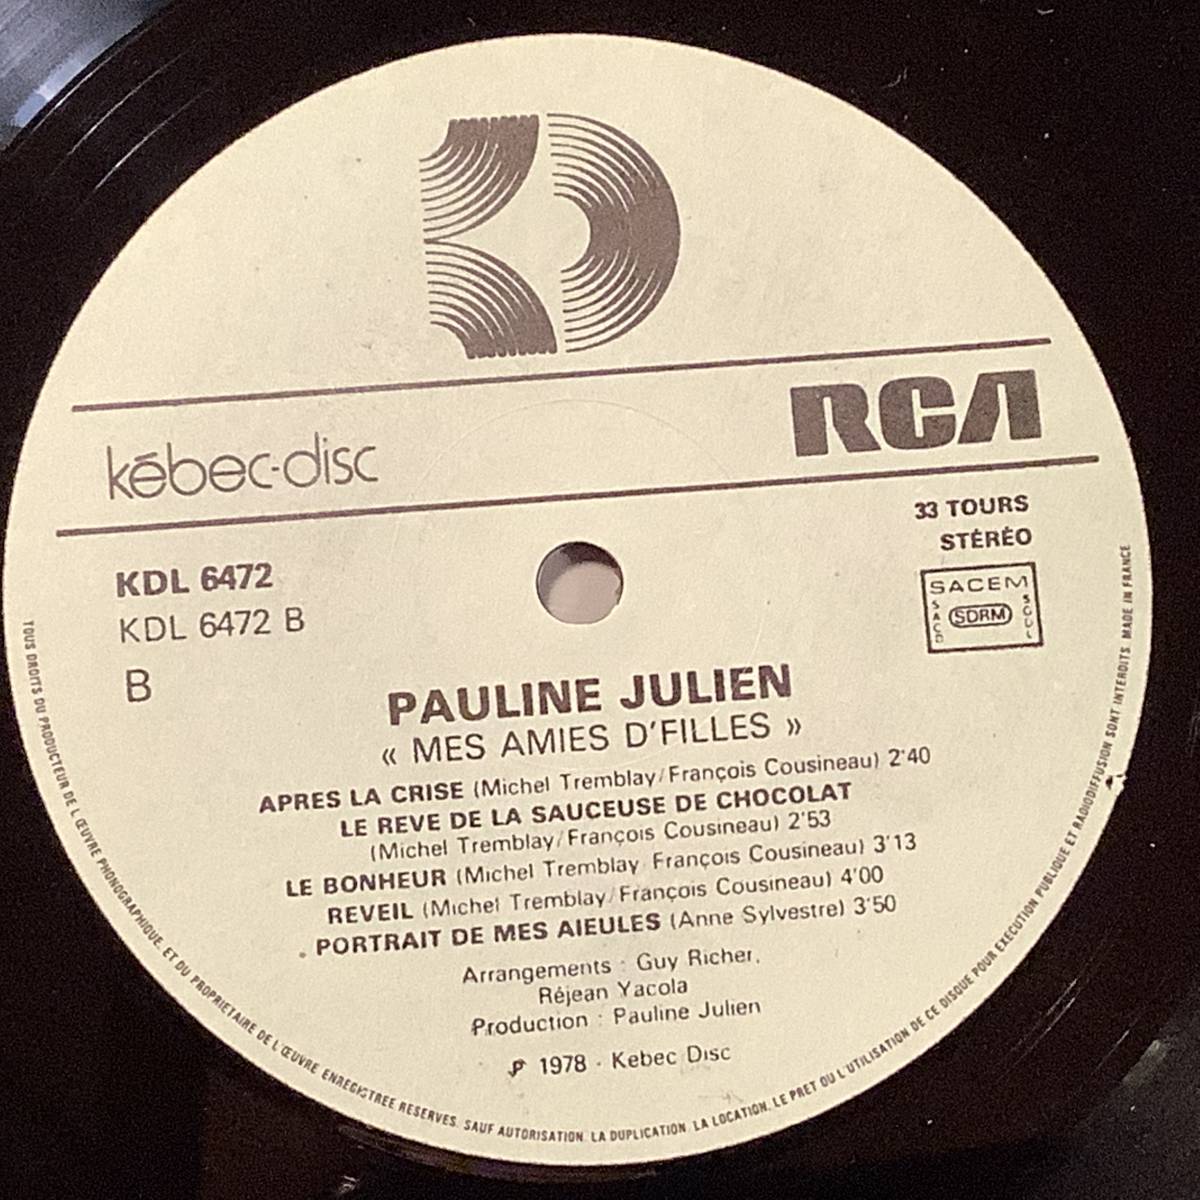 KD
kébec-disc
RCA
33 TOURS
STÉRÉO
KDL 6472
KDL 6472 B
B
SACEM
SACD
SDRM
SCDL
PAULINE JULIEN
« MES AMIES D'FILLES »
APRES LA CRISE (Michel Tremblay/François Cousineau) 2'40
LE REVE DE LA SAUCEUSE DE CHOCOLAT
(Michel Tremblay/François Cousineau) 2'53
LE BONHEUR (Michel Tremblay François Cousineau) 3'13
REVEIL (Michel Tremblay/François Cousineau) 4'00
PORTRAIT DE MES AIEULES (Anne Sylvestre) 3'50
Arrangements : Guy Richer.
Réjean Yacola
Production : Pauline Julien
℗ 1978 · Kebec Disc
TOUS DROITS DU PRODUCTEUR DE L'ŒUVRE PHONOGRAPHIQUE. ET DU PROPRIETAIRE DE L'ŒUVRE ENREGISTREE RESERVES. SAUF AUTORISATION. LA DUPLICATION. LA LOCATION. LE PRET OU L'UTILISATION DE CE DISQUE POUR EXECUTION PUBLIQUE ET RADIODIFFUSION SONT INTERDITS. MADE IN FRANCE